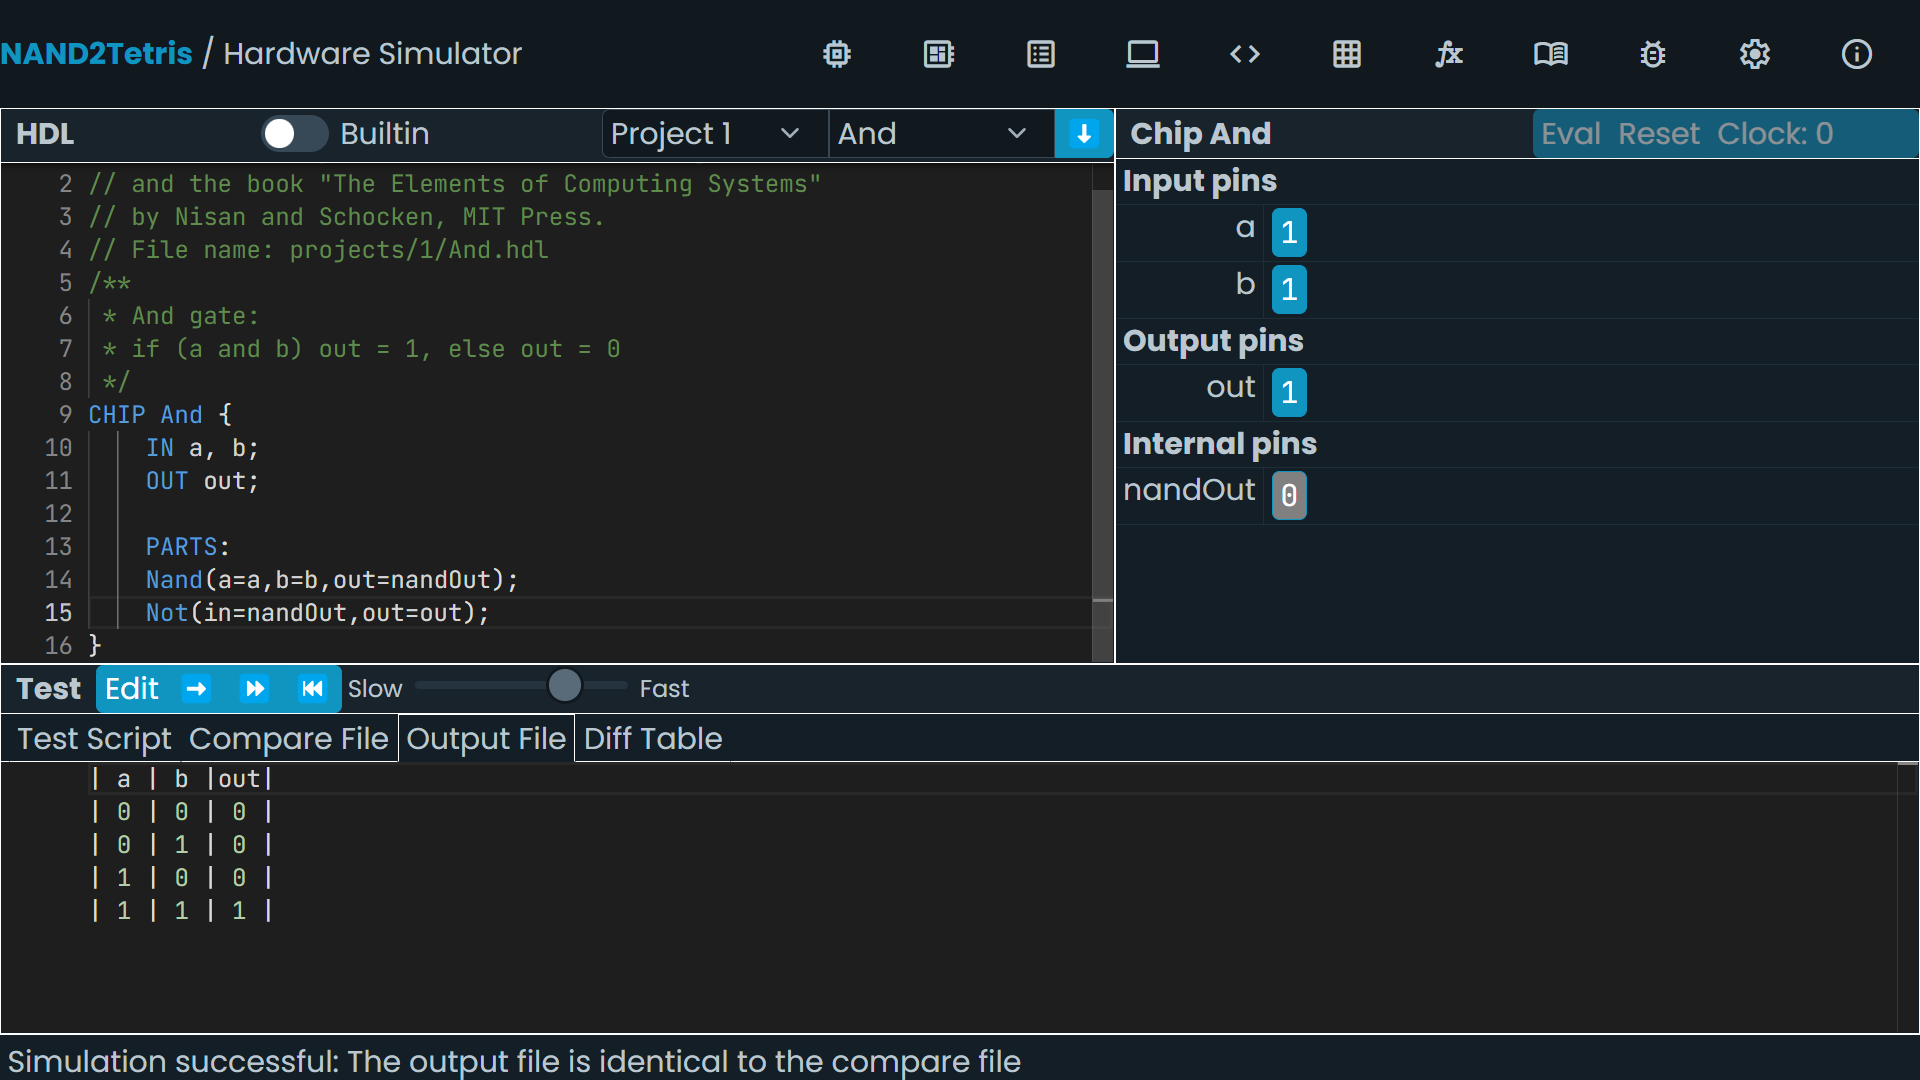 NAND2Tetris / Hardware Simulator
HDL Builtin Project 1 And
2 // and the book "The Elements of Computing Systems"
3 // by Nisan and Schocken, MIT Press.
4 // File name: projects/1/And.hdl
5 /**
6 * And gate:
7 * if (a and b) out = 1, else out = 0
8 */
9 CHIP And {
10 IN a, b;
11 OUT out;
12
13 PARTS:
14 Nand(a=a,b=b,out=nandOut);
15 Not(in=nandOut,out=out);
16 }
Chip And Eval Reset Clock: 0
Input pins
a 1
b 1
Output pins
out 1
Internal pins
nandOut 0
Test Edit Slow Fast
Test Script Compare File Output File Diff Table
| a | b |out|
| 0 | 0 | 0 |
| 0 | 1 | 0 |
| 1 | 0 | 0 |
| 1 | 1 | 1 |
Simulation successful: The output file is identical to the compare file